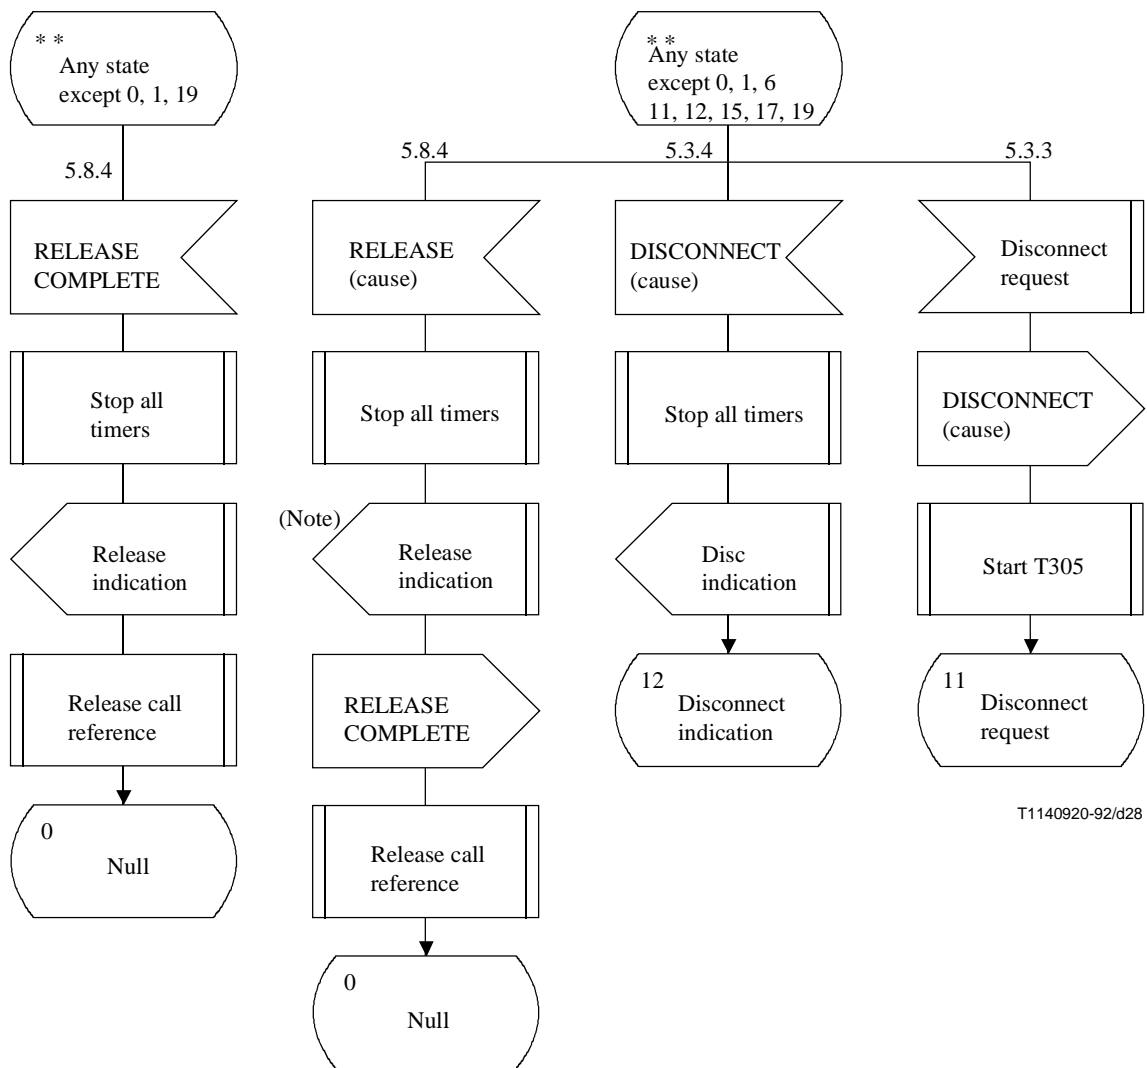 * *
Any state
except 0, 1, 19
5.8.4
RELEASE
COMPLETE
Stop all
timers
Release
indication
Release call
reference
0
Null
* *
Any state
except 0, 1, 6
11, 12, 15, 17, 19
5.8.4
5.3.4
5.3.3
RELEASE
(cause)
Stop all timers
(Note)
Release
indication
RELEASE
COMPLETE
Release call
reference
0
Null
DISCONNECT
(cause)
Stop all timers
Disc
indication
12
Disconnect
indication
Disconnect
request
DISCONNECT
(cause)
Start T305
11
Disconnect
request
T1140920-92/d28